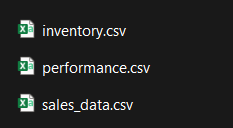 inventory.csv
performance.csv
sales_data.csv